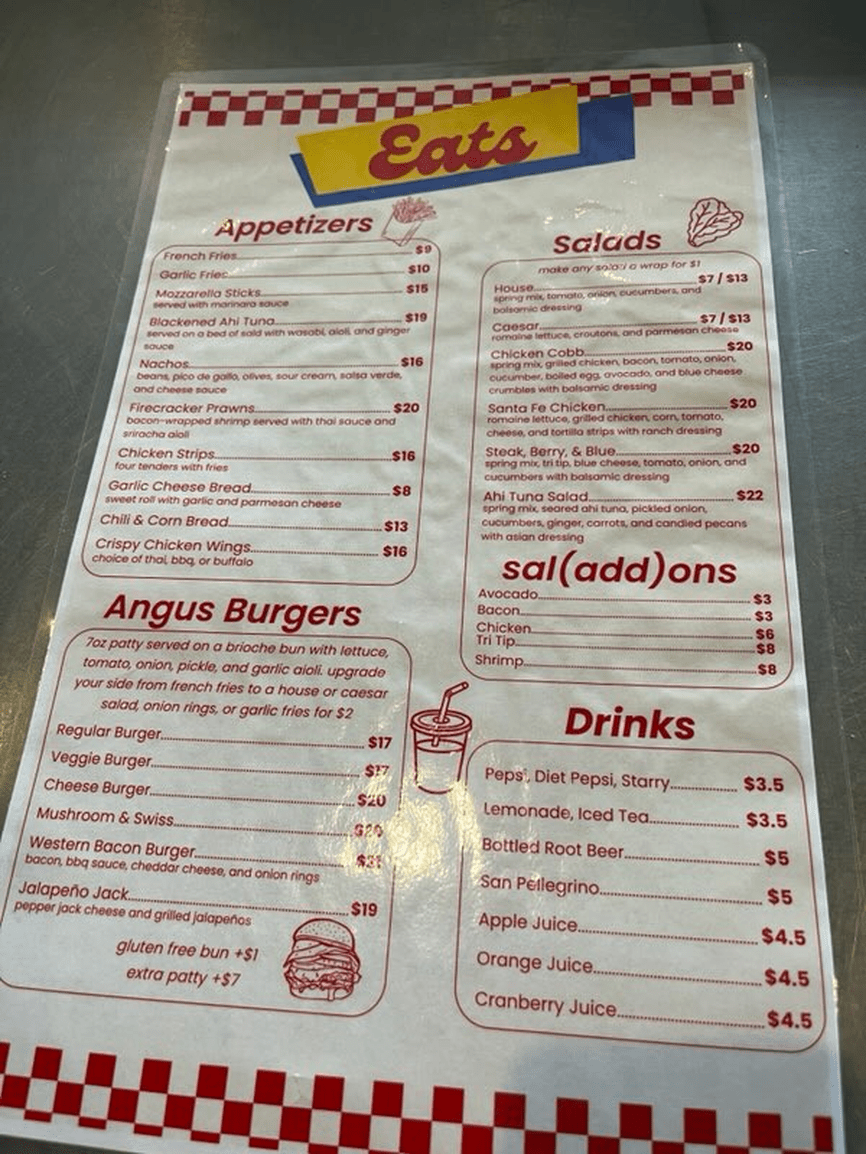 Eats
Appetizers
French Fries $9
Garlic Fries $10
Mozzarella Sticks $15
served with marinara sauce
Blackened Ahi Tuna $19
served on a bed of sald with wasabi, aioli, and ginger
sauce
Nachos $16
beans, pico de gallo, olives, sour cream, salsa verde,
and cheese sauce
Firecracker Prawns $20
bacon-wrapped shrimp served with thai sauce and
sriracha aioli
Chicken Strips $16
four tenders with fries
Garlic Cheese Bread $8
sweet roll with garlic and parmesan cheese
Chili & Corn Bread $13
Crispy Chicken Wings $16
choice of thai, bbq, or buffalo
Angus Burgers
7oz patty served on a brioche bun with lettuce,
tomato, onion, pickle, and garlic aioli. upgrade
your side from french fries to a house or caesar
salad, onion rings, or garlic fries for $2
Regular Burger $17
Veggie Burger $17
Cheese Burger $20
Mushroom & Swiss $20
Western Bacon Burger $21
bacon, bbq sauce, cheddar cheese, and onion rings
Jalapeño Jack $19
pepper jack cheese and grilled jalapeños
gluten free bun +$1
extra patty +$7
Salads
make any salad a wrap for $1
House $7 / $13
spring mix, tomato, onion, cucumbers, and
balsamic dressing
Caesar $7 / $13
romaine lettuce, croutons, and parmesan cheese
Chicken Cobb $20
spring mix, grilled chicken, bacon, tomato, onion,
cucumber, boiled egg, avocado, and blue cheese
crumbles with balsamic dressing
Santa Fe Chicken $20
romaine lettuce, grilled chicken, corn, tomato,
cheese, and tortilla strips with ranch dressing
Steak, Berry, & Blue $20
spring mix, tri tip, blue cheese, tomato, onion, and
cucumbers with balsamic dressing
Ahi Tuna Salad $22
spring mix, seared ahi tuna, pickled onion,
cucumbers, ginger, carrots, and candied pecans
with asian dressing
sal(add)ons
Avocado $3
Bacon $3
Chicken $6
Tri Tip $8
Shrimp $8
Drinks
Pepsi, Diet Pepsi, Starry $3.5
Lemonade, Iced Tea $3.5
Bottled Root Beer $5
San Pellegrino $5
Apple Juice $4.5
Orange Juice $4.5
Cranberry Juice $4.5